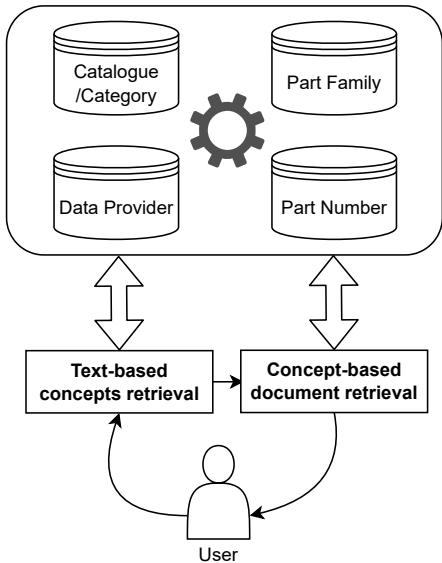 Catalogue
/Category
Part Family
Data Provider
Part Number
Text-based
concepts retrieval
Concept-based
document retrieval
User